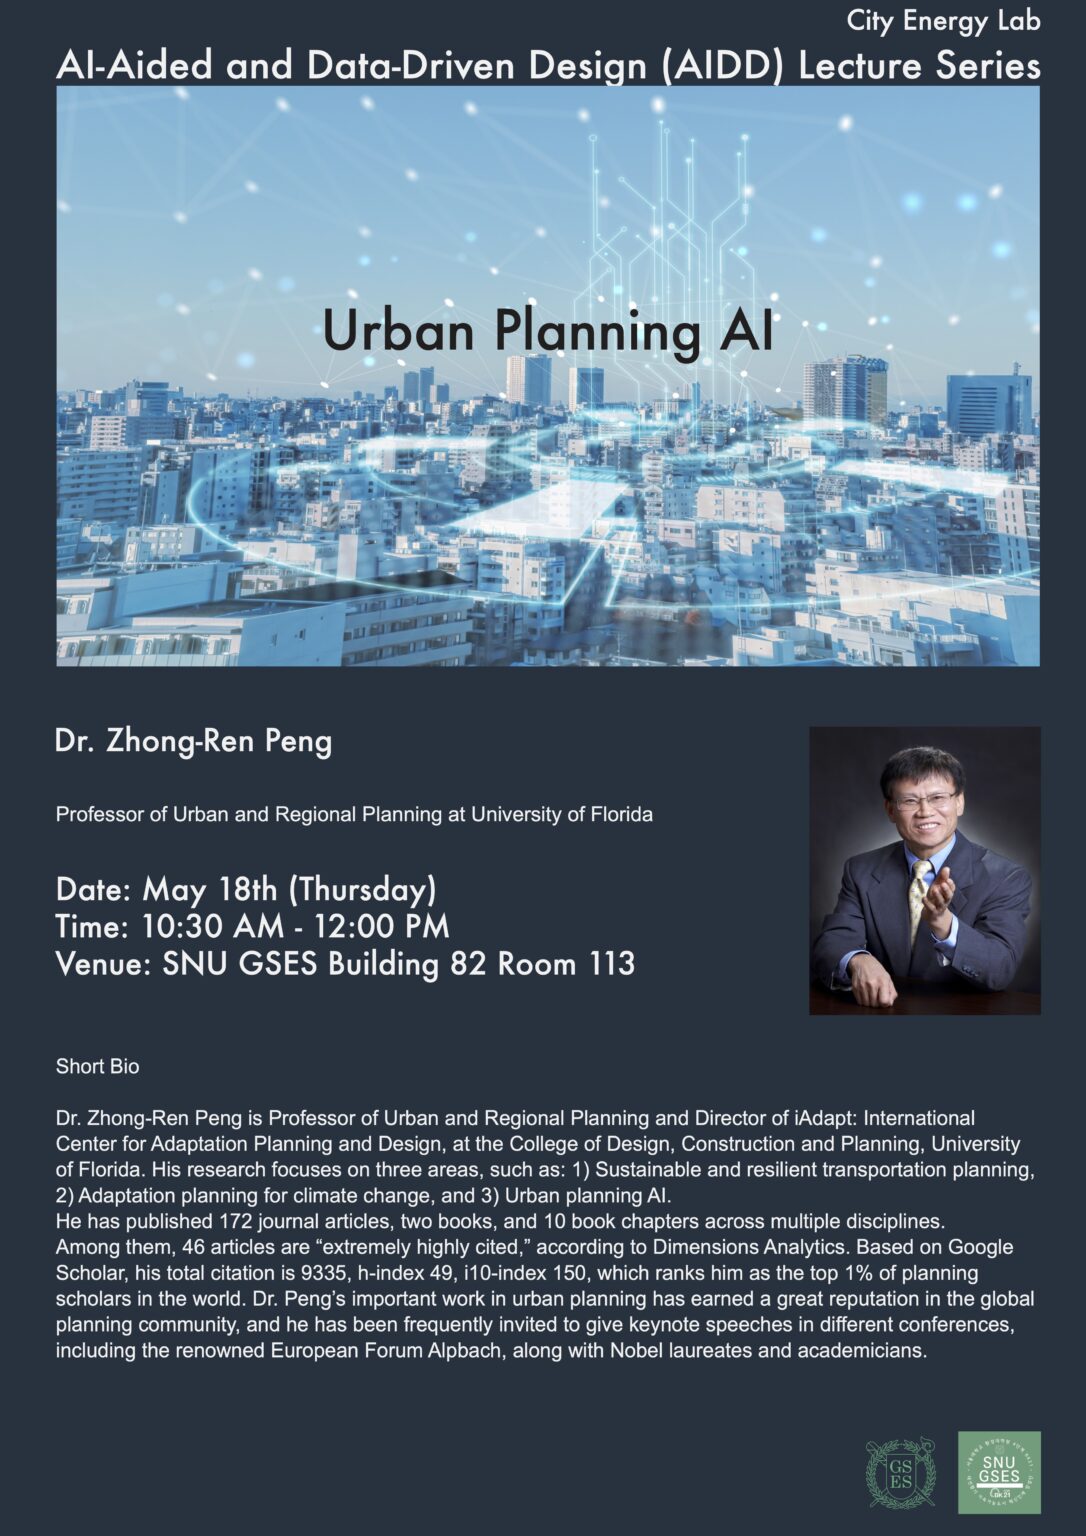 City Energy Lab
AI-Aided and Data-Driven Design (AIDD) Lecture Series
Urban Planning AI
Dr. Zhong-Ren Peng
Professor of Urban and Regional Planning at University of Florida
Date: May 18th (Thursday)
Time: 10:30 AM - 12:00 PM
Venue: SNU GSES Building 82 Room 113
Short Bio
Dr. Zhong-Ren Peng is Professor of Urban and Regional Planning and Director of iAdapt: International
Center for Adaptation Planning and Design, at the College of Design, Construction and Planning, University
of Florida. His research focuses on three areas, such as: 1) Sustainable and resilient transportation planning,
2) Adaptation planning for climate change, and 3) Urban planning AI.
He has published 172 journal articles, two books, and 10 book chapters across multiple disciplines.
Among them, 46 articles are “extremely highly cited,” according to Dimensions Analytics. Based on Google
Scholar, his total citation is 9335, h-index 49, i10-index 150, which ranks him as the top 1% of planning
scholars in the world. Dr. Peng’s important work in urban planning has earned a great reputation in the global
planning community, and he has been frequently invited to give keynote speeches in different conferences,
including the renowned European Forum Alpbach, along with Nobel laureates and academicians.
GS
ES
SNU
GSES
BK 21